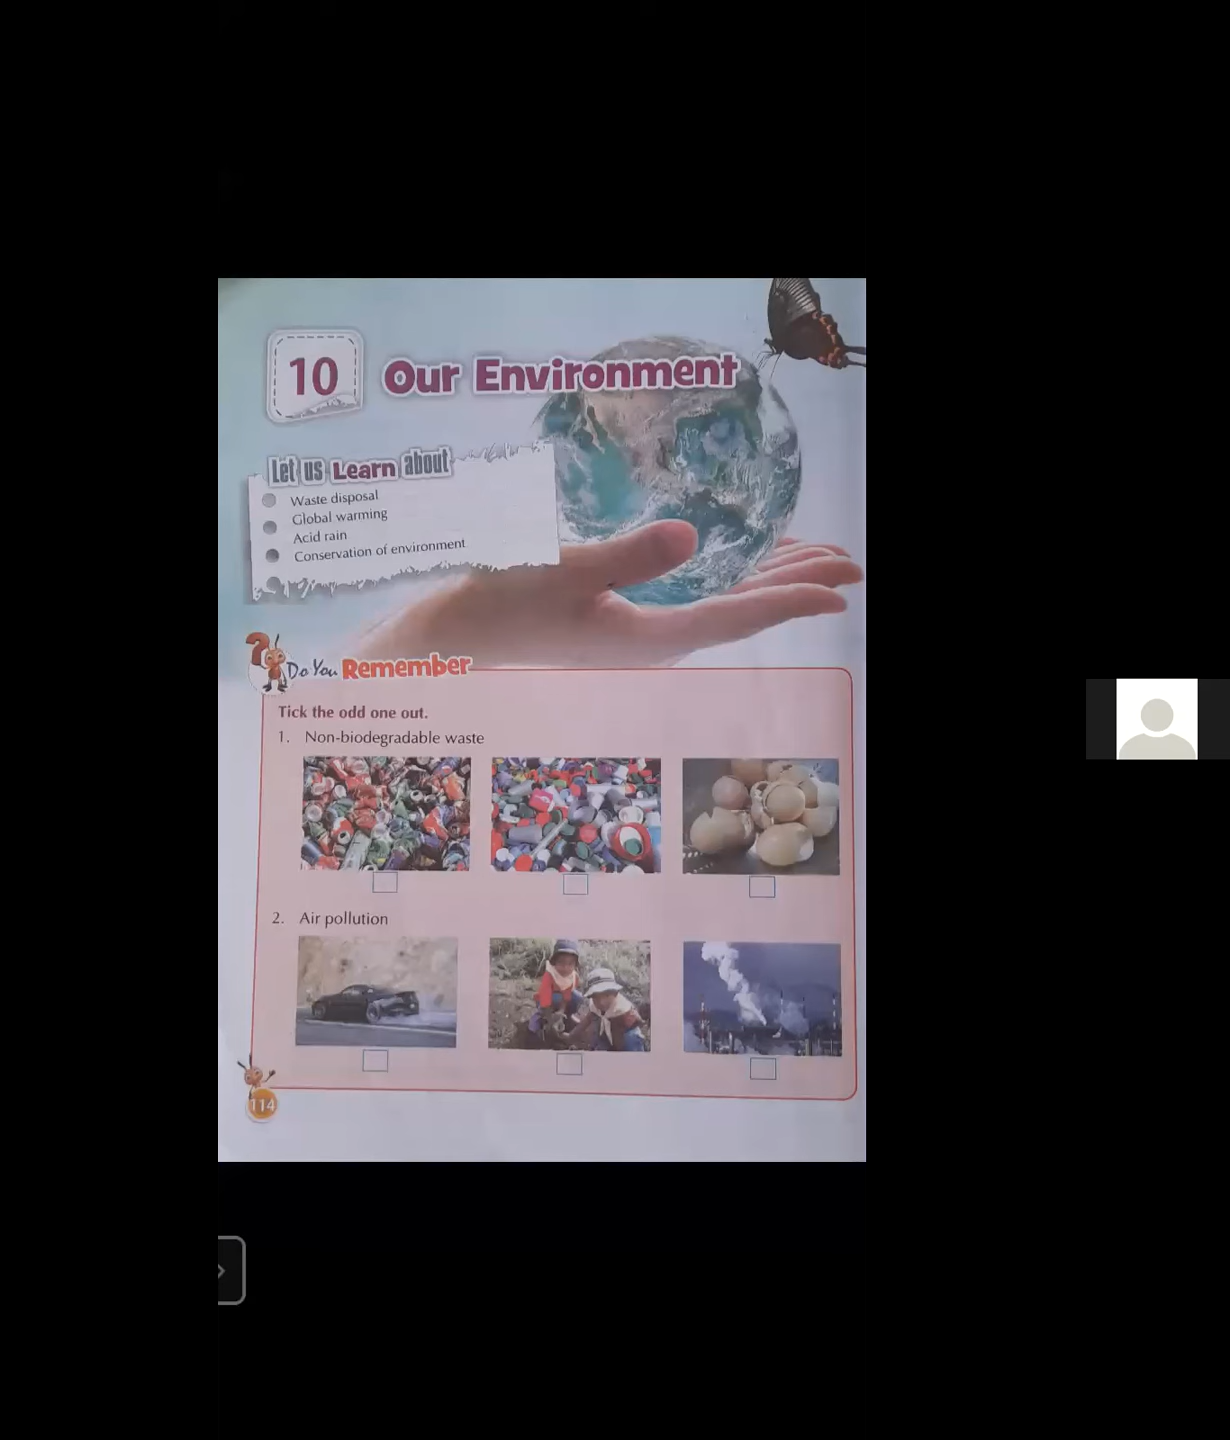 10
Our Environment
Let us Learn about
Waste disposal
Global warming
Acid rain
Conservation of environment
?
Do You Remember
Tick the odd one out.
1. Non-biodegradable waste
2. Air pollution
114